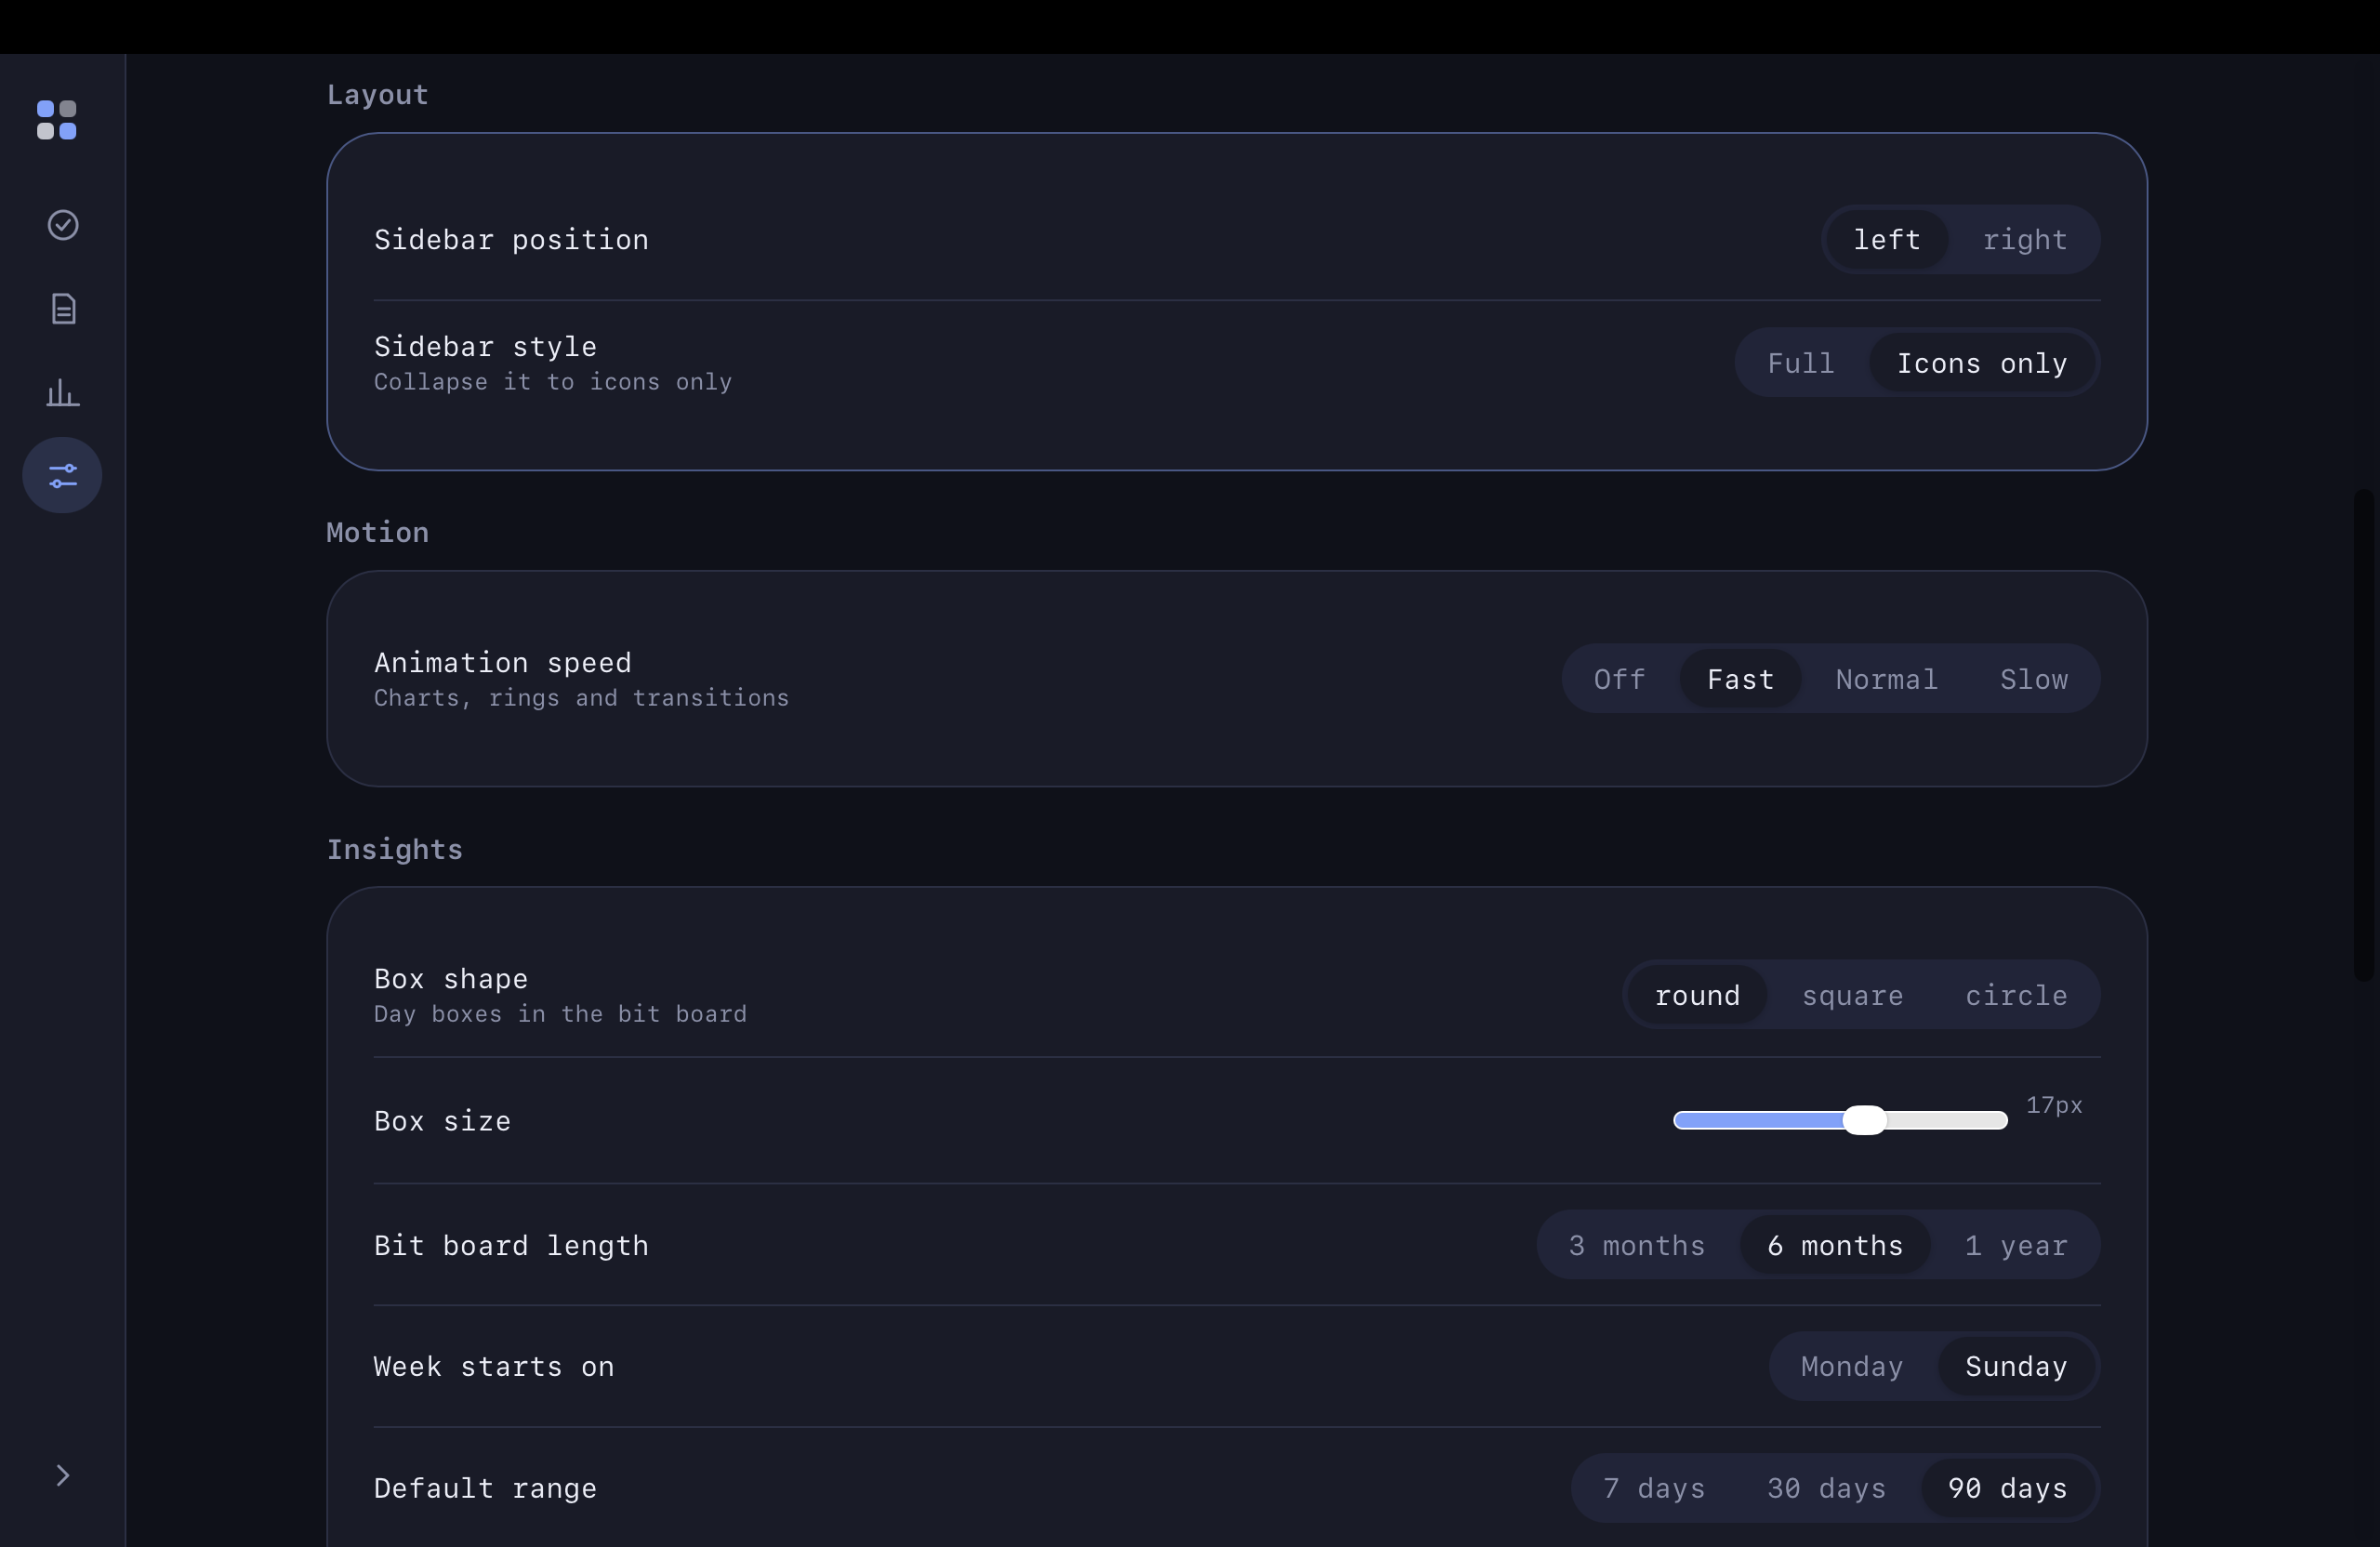 Layout
Sidebar position
left right
Sidebar style
Collapse it to icons only
Full Icons only
Motion
Animation speed
Charts, rings and transitions
Off Fast Normal Slow
Insights
Box shape
Day boxes in the bit board
round square circle
Box size
17px
Bit board length
3 months 6 months 1 year
Week starts on
Monday Sunday
Default range
7 days 30 days 90 days